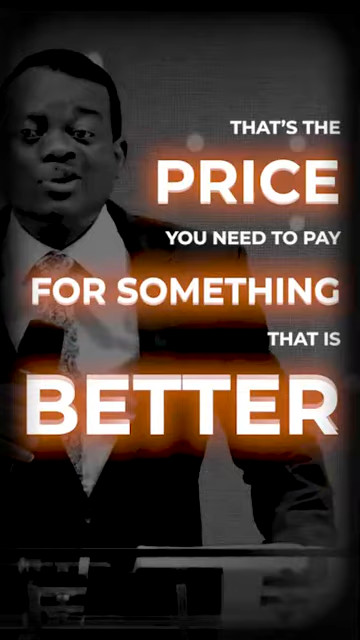 THAT'S THE
PRICE
YOU NEED TO PAY
FOR SOMETHING
THAT IS
BETTER